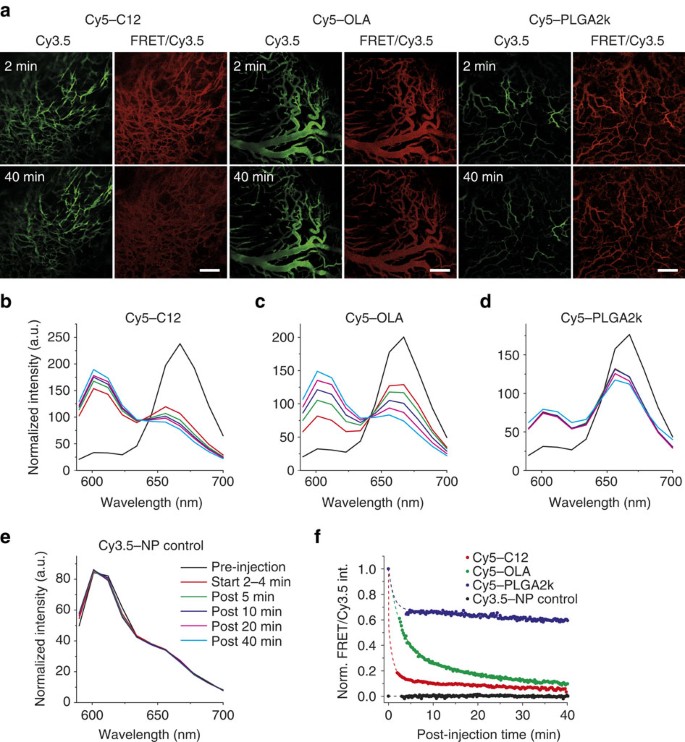 a
Cy5–C12
Cy5–OLA
Cy5–PLGA2k
Cy3.5
FRET/Cy3.5
Cy3.5
FRET/Cy3.5
Cy3.5
FRET/Cy3.5
2 min
2 min
2 min
40 min
40 min
40 min
b
Cy5–C12
Normalized intensity (a.u.)
250
200
150
100
50
0
600
650
700
Wavelength (nm)
c
Cy5–OLA
200
150
100
50
0
600
650
700
Wavelength (nm)
d
Cy5–PLGA2k
150
100
50
0
600
650
700
Wavelength (nm)
e
Cy3.5–NP control
Normalized intensity (a.u.)
80
60
40
20
0
600
650
700
Wavelength (nm)
Pre-injection
Start 2–4 min
Post 5 min
Post 10 min
Post 20 min
Post 40 min
f
Cy5–C12
Cy5–OLA
Cy5–PLGA2k
Cy3.5–NP control
Norm. FRET/Cy3.5 int.
1.0
0.8
0.6
0.4
0.2
0.0
0
10
20
30
40
Post-injection time (min)